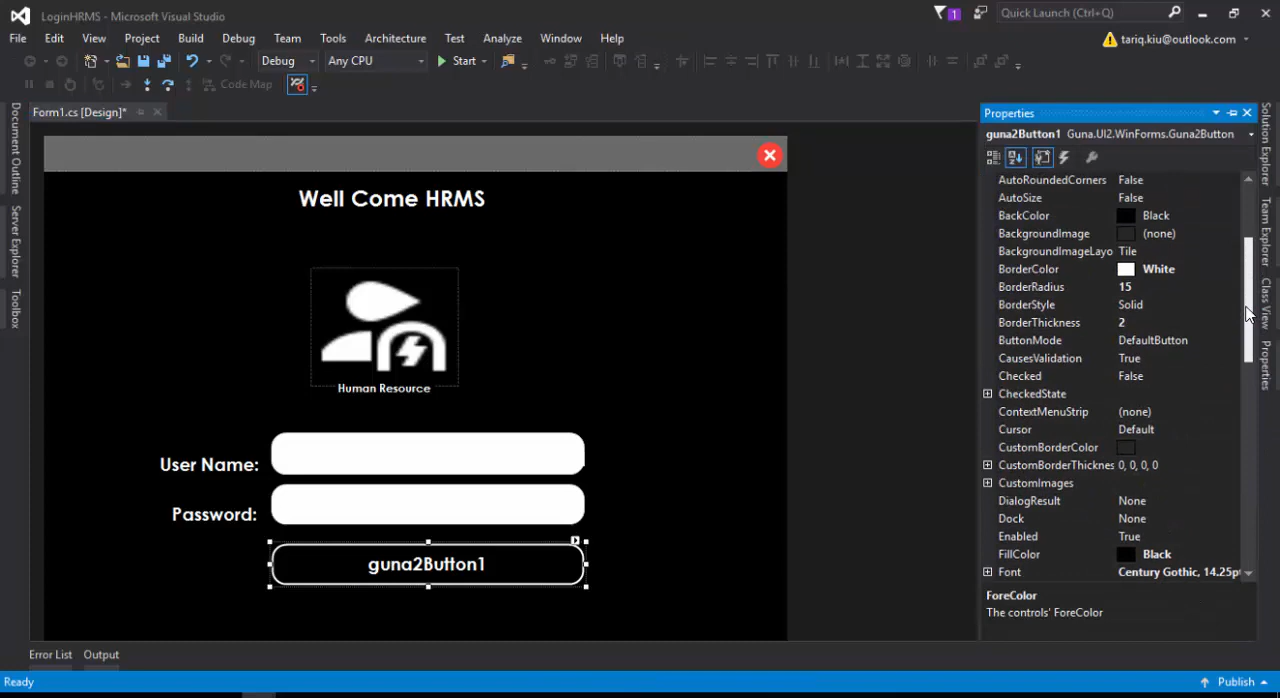 LoginHRMS - Microsoft Visual Studio
1
Quick Launch (Ctrl+Q)
File Edit View Project Build Debug Team Tools Architecture Test Analyze Window Help
tariq.kiu@outlook.com
Debug Any CPU Start
Code Map
Form1.cs [Design]*
Document Outline
Server Explorer
Toolbox
Well Come HRMS
Human Resource
User Name:
Password:
guna2Button1
Properties
guna2Button1 Guna.UI2.WinForms.Guna2Button
AutoRoundedCorners False
AutoSize False
BackColor Black
BackgroundImage (none)
BackgroundImageLayo Tile
BorderColor White
BorderRadius 15
BorderStyle Solid
BorderThickness 2
ButtonMode DefaultButton
CausesValidation True
Checked False
CheckedState
ContextMenuStrip (none)
Cursor Default
CustomBorderColor
CustomBorderThicknes 0, 0, 0, 0
CustomImages
DialogResult None
Dock None
Enabled True
FillColor Black
Font Century Gothic, 14.25pt
ForeColor
The controls' ForeColor
Solution Explorer
Team Explorer
Class View
Properties
Error List Output
Ready
Publish